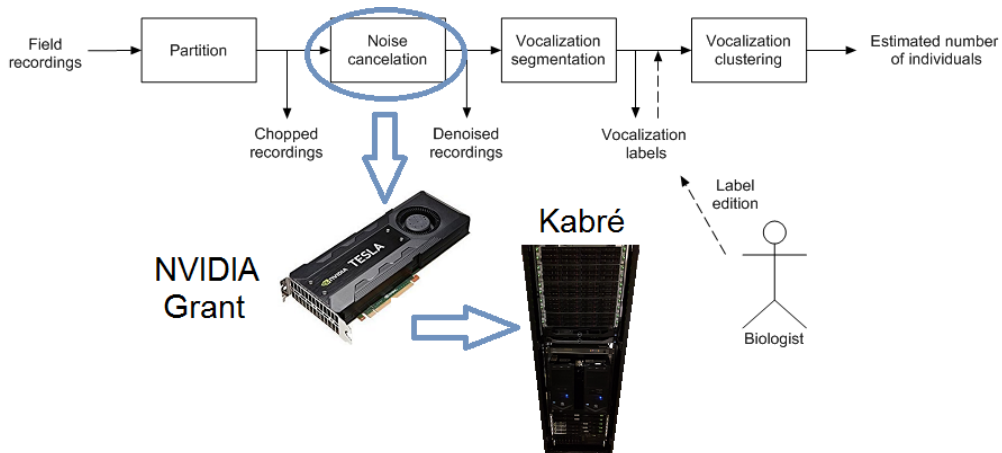 Field
recordings
Partition
Noise
cancelation
Vocalization
segmentation
Vocalization
clustering
Estimated number
of individuals
Chopped
recordings
Denoised
recordings
Vocalization
labels
Label
edition
Biologist
NVIDIA
Grant
nVIDIA
TESLA
Kabré